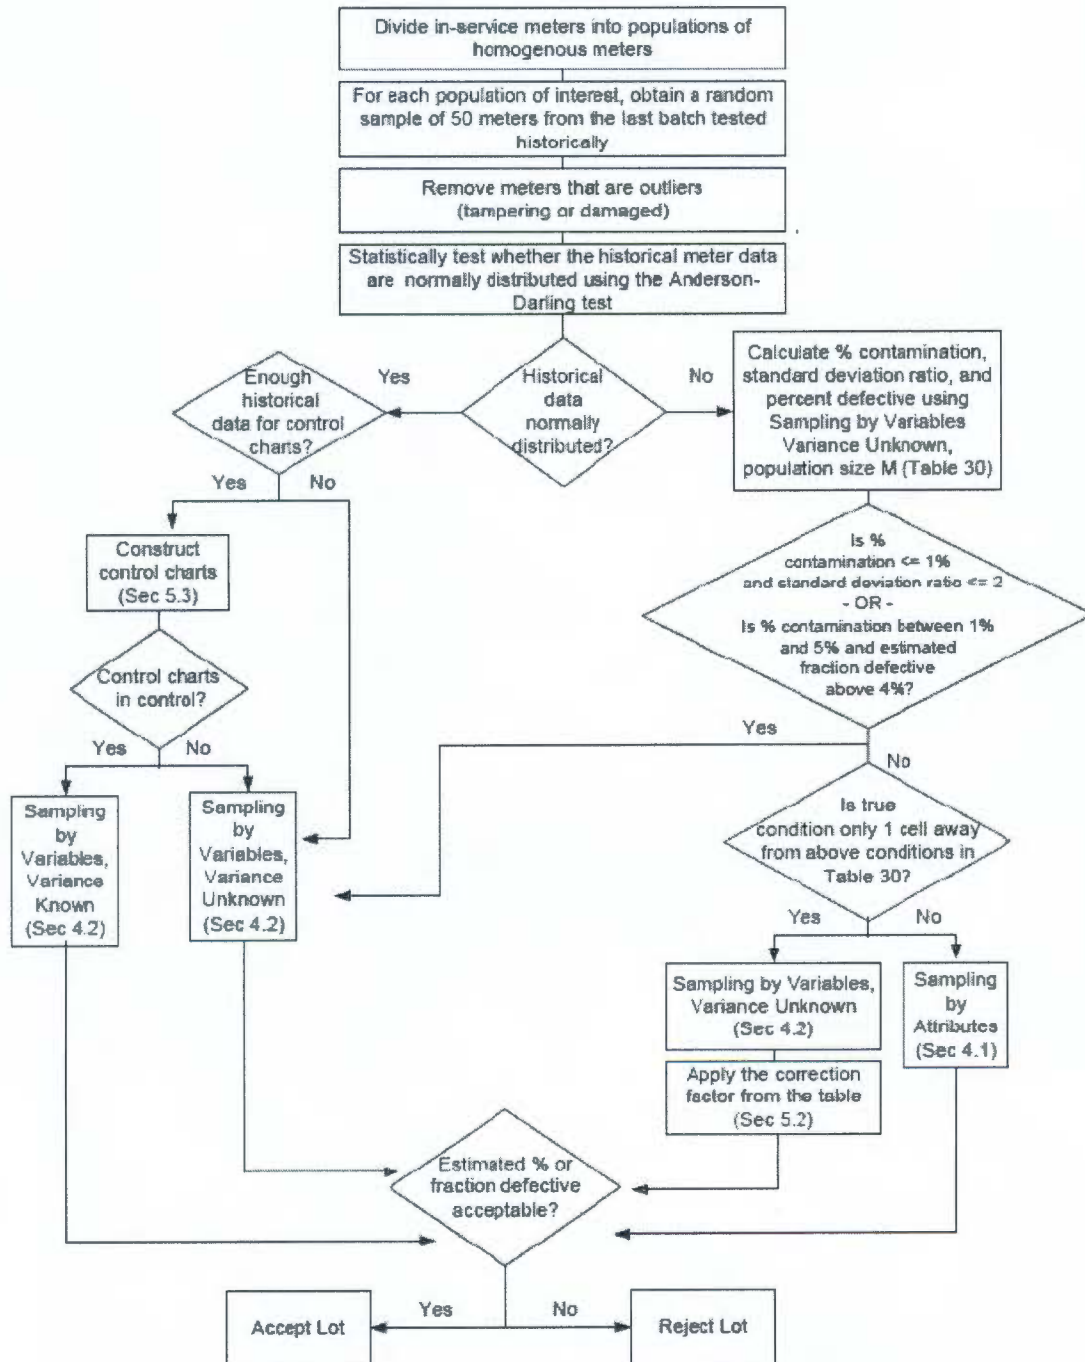 Divide in-service meters into populations of
homogenous meters
For each population of interest, obtain a random
sample of 50 meters from the last batch tested
historically
Remove meters that are outliers
(tampering or damaged)
Statistically test whether the historical meter data
are normally distributed using the Anderson-
Darling test
Historical
data
normally
distributed?
Yes
No
Enough
historical
data for control
charts?
Yes
No
Calculate % contamination,
standard deviation ratio, and
percent defective using
Sampling by Variables
Variance Unknown,
population size M (Table 30)
Construct
control charts
(Sec 5.3)
Is %
contamination <= 1%
and standard deviation ratio <= 2
- OR -
Is % contamination between 1%
and 5% and estimated
fraction defective
above 4%?
Control charts
in control?
Yes
No
Yes
No
Sampling
by
Variables,
Variance
Known
(Sec 4.2)
Sampling
by
Variables,
Variance
Unknown
(Sec 4.2)
Is true
condition only 1 cell away
from above conditions in
Table 30?
Yes
No
Sampling by Variables,
Variance Unknown
(Sec 4.2)
Sampling
by
Attributes
(Sec 4.1)
Apply the correction
factor from the table
(Sec 5.2)
Estimated % or
fraction defective
acceptable?
Yes
No
Accept Lot
Reject Lot